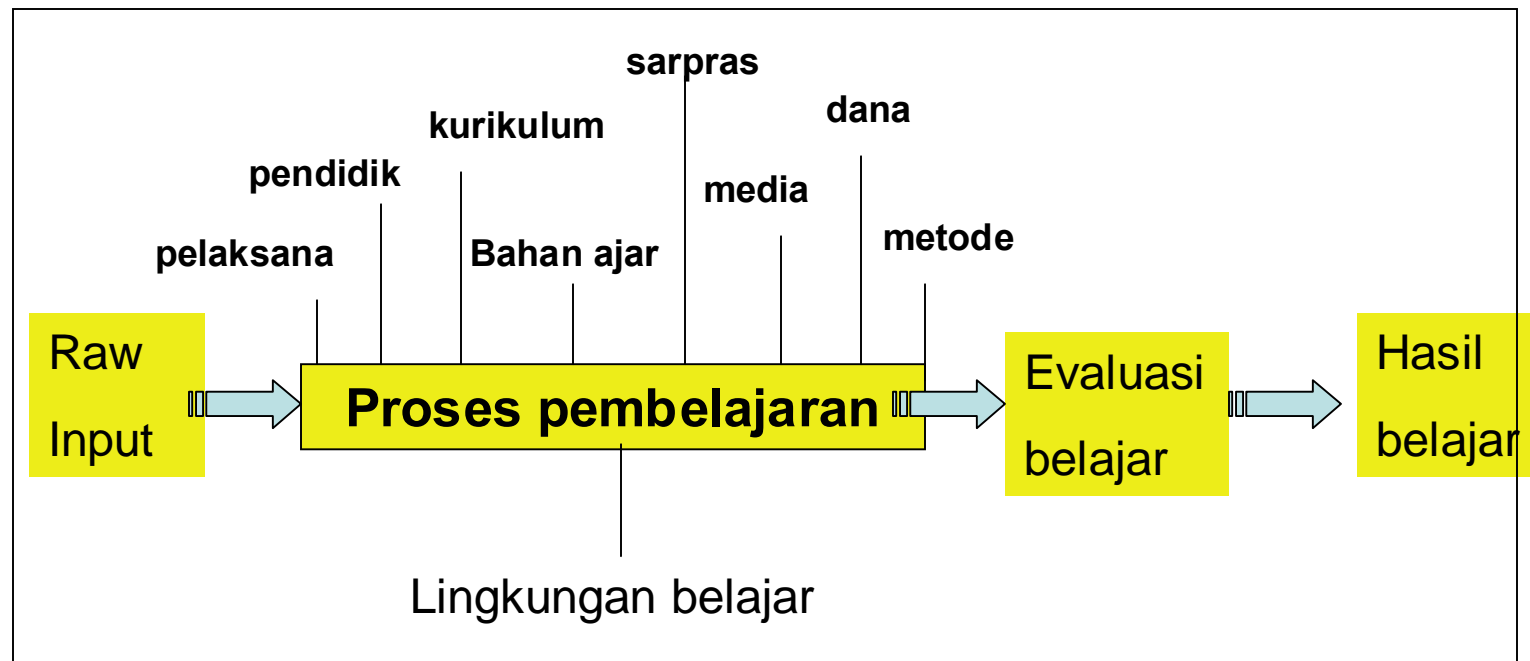 sarpras
dana
kurikulum
pendidik
media
metode
pelaksana
Bahan ajar
Raw
Input
Proses pembelajaran
Evaluasi
belajar
Hasil
belajar
Lingkungan belajar